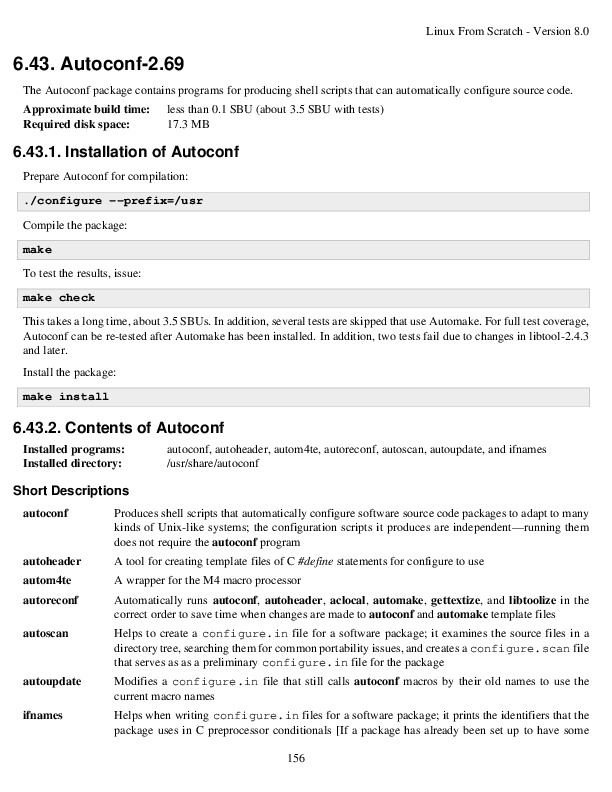 Linux From Scratch - Version 8.0
6.43. Autoconf-2.69
The Autoconf package contains programs for producing shell scripts that can automatically configure source code.
Approximate build time: less than 0.1 SBU (about 3.5 SBU with tests)
Required disk space: 17.3 MB
6.43.1. Installation of Autoconf
Prepare Autoconf for compilation:
./configure --prefix=/usr
Compile the package:
make
To test the results, issue:
make check
This takes a long time, about 3.5 SBUs. In addition, several tests are skipped that use Automake. For full test coverage,
Autoconf can be re-tested after Automake has been installed. In addition, two tests fail due to changes in libtool-2.4.3
and later.
Install the package:
make install
6.43.2. Contents of Autoconf
Installed programs: autoconf, autoheader, autom4te, autoreconf, autoscan, autoupdate, and ifnames
Installed directory: /usr/share/autoconf
Short Descriptions
autoconf Produces shell scripts that automatically configure software source code packages to adapt to many
kinds of Unix-like systems; the configuration scripts it produces are independent—running them
does not require the autoconf program
autoheader A tool for creating template files of C #define statements for configure to use
autom4te A wrapper for the M4 macro processor
autoreconf Automatically runs autoconf, autoheader, aclocal, automake, gettextize, and libtoolize in the
correct order to save time when changes are made to autoconf and automake template files
autoscan Helps to create a configure.in file for a software package; it examines the source files in a
directory tree, searching them for common portability issues, and creates a configure.scan file
that serves as as a preliminary configure.in file for the package
autoupdate Modifies a configure.in file that still calls autoconf macros by their old names to use the
current macro names
ifnames Helps when writing configure.in files for a software package; it prints the identifiers that the
package uses in C preprocessor conditionals [If a package has already been set up to have some
156